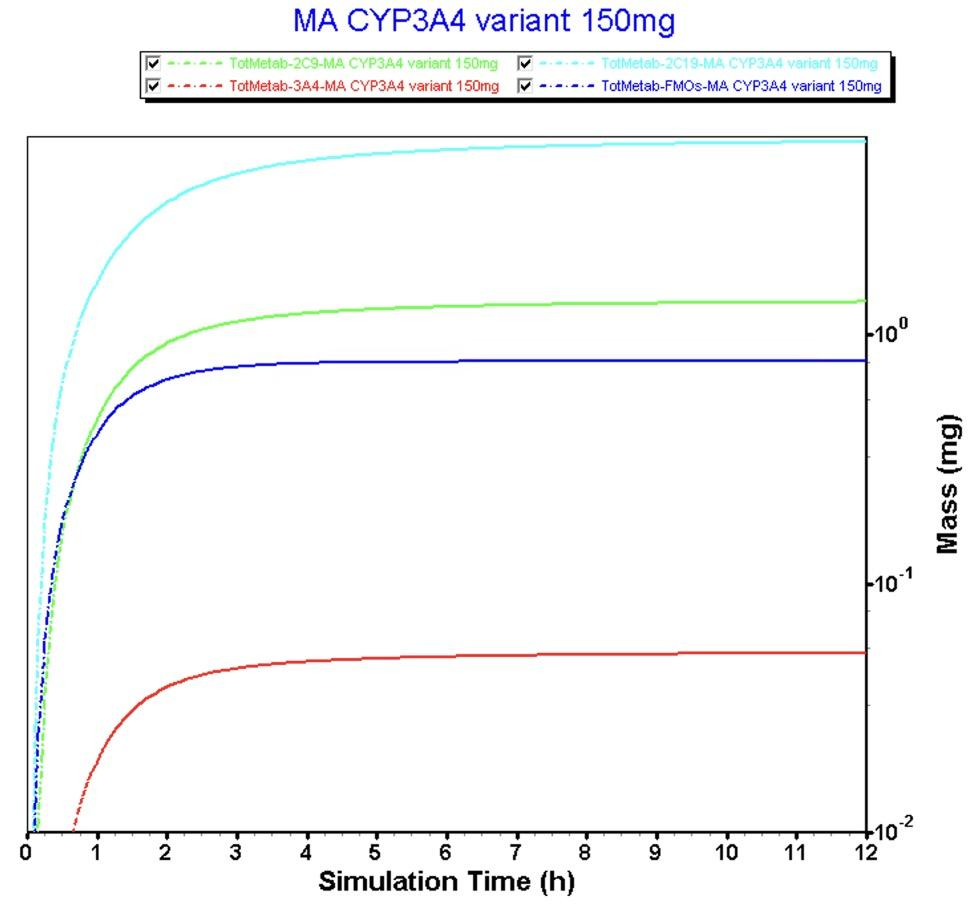 MA CYP3A4 variant 150mg
TotMetab-2C9-MA CYP3A4 variant 150mg TotMetab-2C19-MA CYP3A4 variant 150mg
TotMetab-3A4-MA CYP3A4 variant 150mg TotMetab-FMOs-MA CYP3A4 variant 150mg
10^0
Mass (mg)
10^-1
10^-2
0 1 2 3 4 5 6 7 8 9 10 11 12
Simulation Time (h)